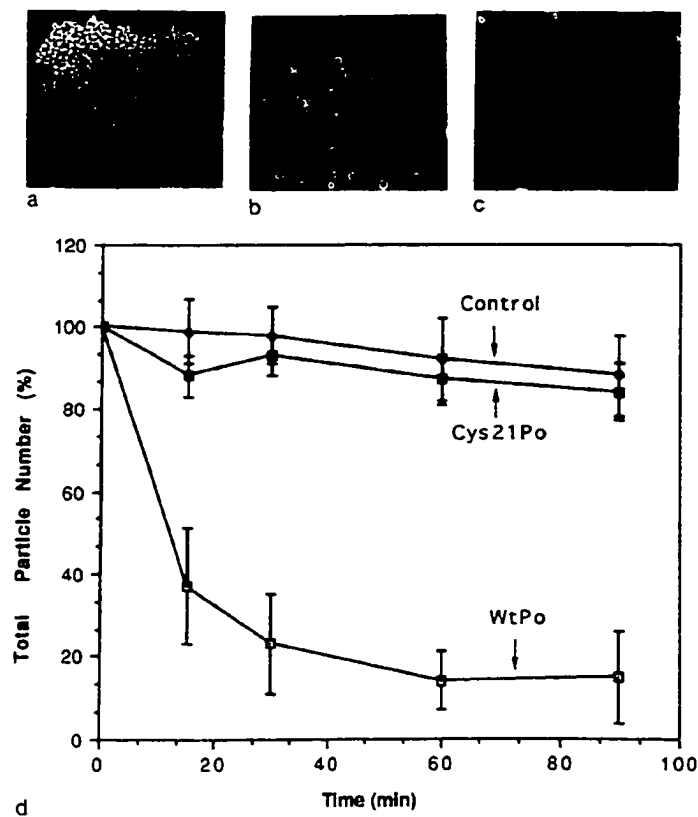 a
b
c
120
100
80
60
40
20
0
Total Particle Number (%)
Control
Cys21Po
WtPo
0 20 40 60 80 100
Time (min)
d